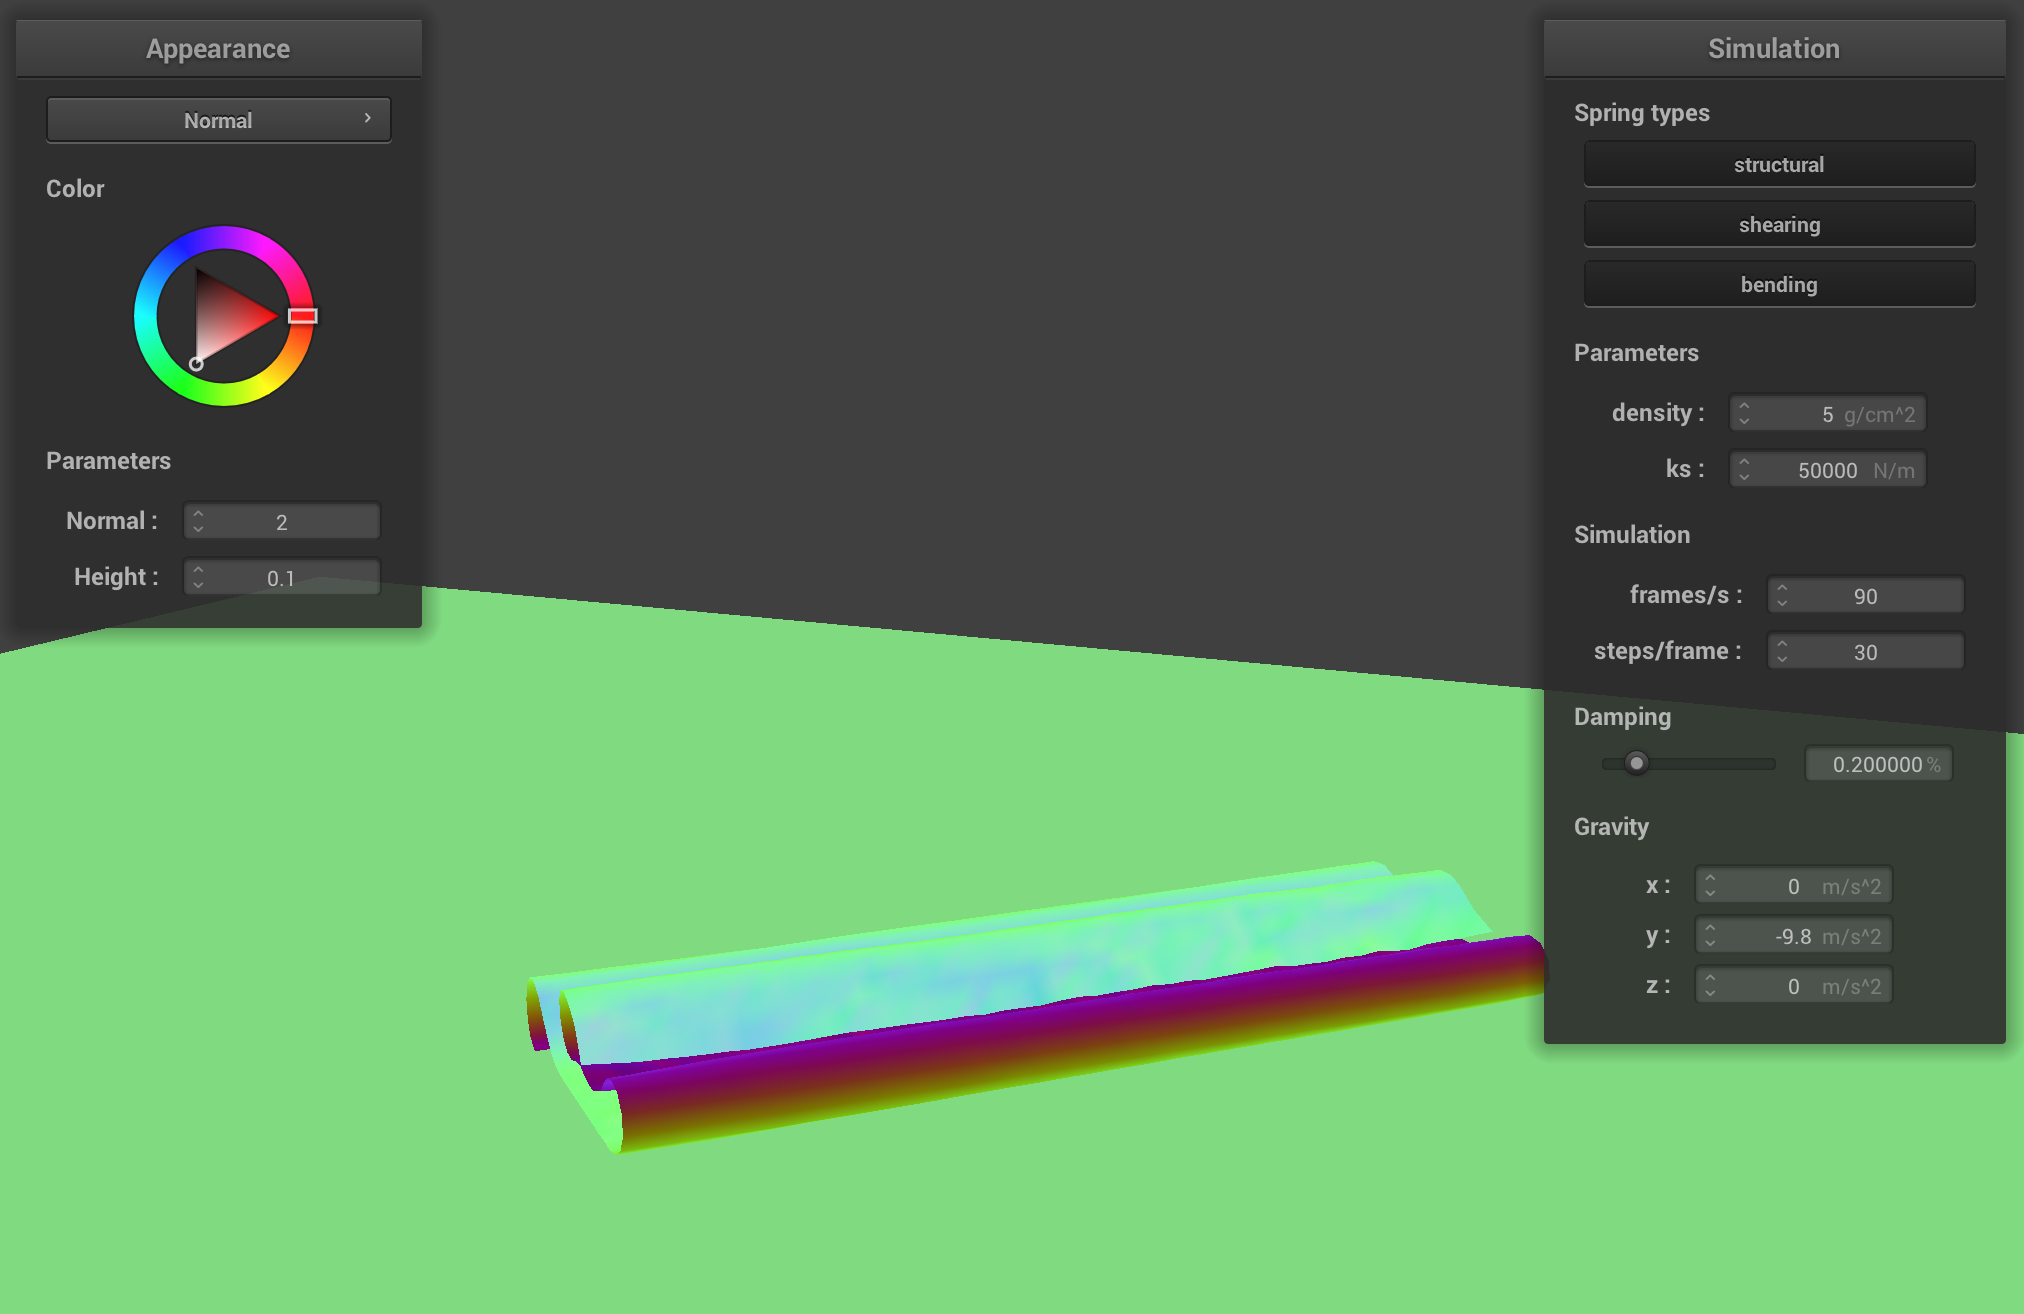 Appearance
Normal
Color
Parameters
Normal : 2
Height : 0.1
Simulation
Spring types
structural
shearing
bending
Parameters
density : 5 g/cm^2
ks : 50000 N/m
Simulation
frames/s : 90
steps/frame : 30
Damping
0.200000 %
Gravity
x : 0 m/s^2
y : -9.8 m/s^2
z : 0 m/s^2